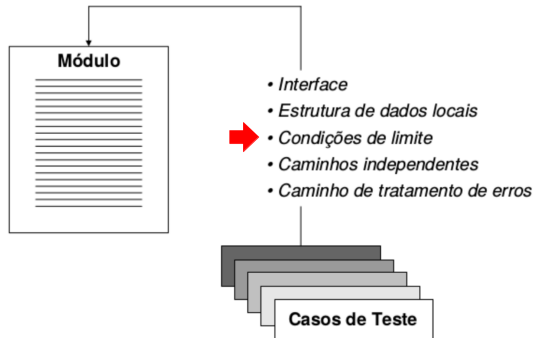 Módulo
• Interface
• Estrutura de dados locais
• Condições de limite
• Caminhos independentes
• Caminho de tratamento de erros
Casos de Teste